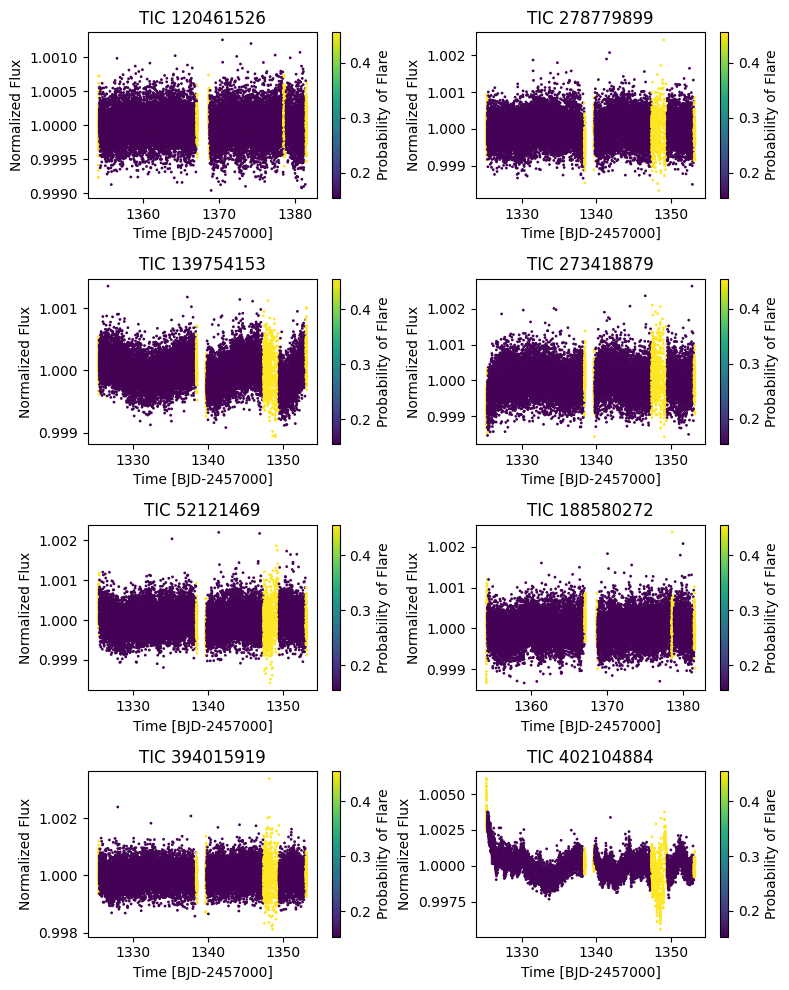 TIC 120461526
1.0010
1.0005
1.0000
0.9995
0.9990
Normalized Flux
1360
1370
1380
Time [BJD-2457000]
0.4
0.3
0.2
Probability of Flare
TIC 278779899
1.002
1.001
1.000
0.999
Normalized Flux
1330
1340
1350
Time [BJD-2457000]
0.4
0.3
0.2
Probability of Flare
TIC 139754153
1.001
1.000
0.999
Normalized Flux
1330
1340
1350
Time [BJD-2457000]
0.4
0.3
0.2
Probability of Flare
TIC 273418879
1.002
1.001
1.000
0.999
Normalized Flux
1330
1340
1350
Time [BJD-2457000]
0.4
0.3
0.2
Probability of Flare
TIC 52121469
1.002
1.001
1.000
0.999
Normalized Flux
1330
1340
1350
Time [BJD-2457000]
0.4
0.3
0.2
Probability of Flare
TIC 188580272
1.002
1.001
1.000
0.999
Normalized Flux
1360
1370
1380
Time [BJD-2457000]
0.4
0.3
0.2
Probability of Flare
TIC 394015919
1.002
1.000
0.998
Normalized Flux
1330
1340
1350
Time [BJD-2457000]
0.4
0.3
0.2
Probability of Flare
TIC 402104884
1.0050
1.0025
1.0000
0.9975
Normalized Flux
1330
1340
1350
Time [BJD-2457000]
0.4
0.3
0.2
Probability of Flare